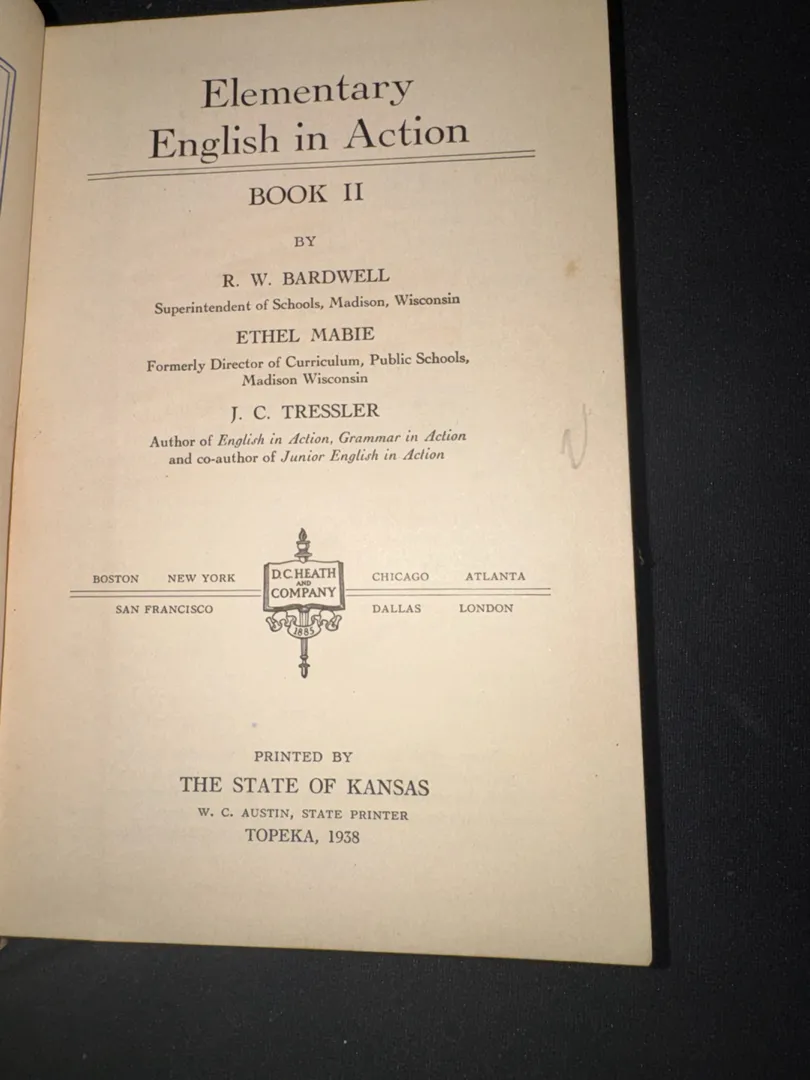 Elementary
English in Action
BOOK II
BY
R. W. BARDWELL
Superintendent of Schools, Madison, Wisconsin
ETHEL MABIE
Formerly Director of Curriculum, Public Schools,
Madison Wisconsin
J. C. TRESSLER
Author of English in Action, Grammar in Action
and co-author of Junior English in Action
BOSTON NEW YORK CHICAGO ATLANTA
D.C. HEATH
AND
COMPANY
SAN FRANCISCO DALLAS LONDON
1885
PRINTED BY
THE STATE OF KANSAS
W. C. AUSTIN, STATE PRINTER
TOPEKA, 1938